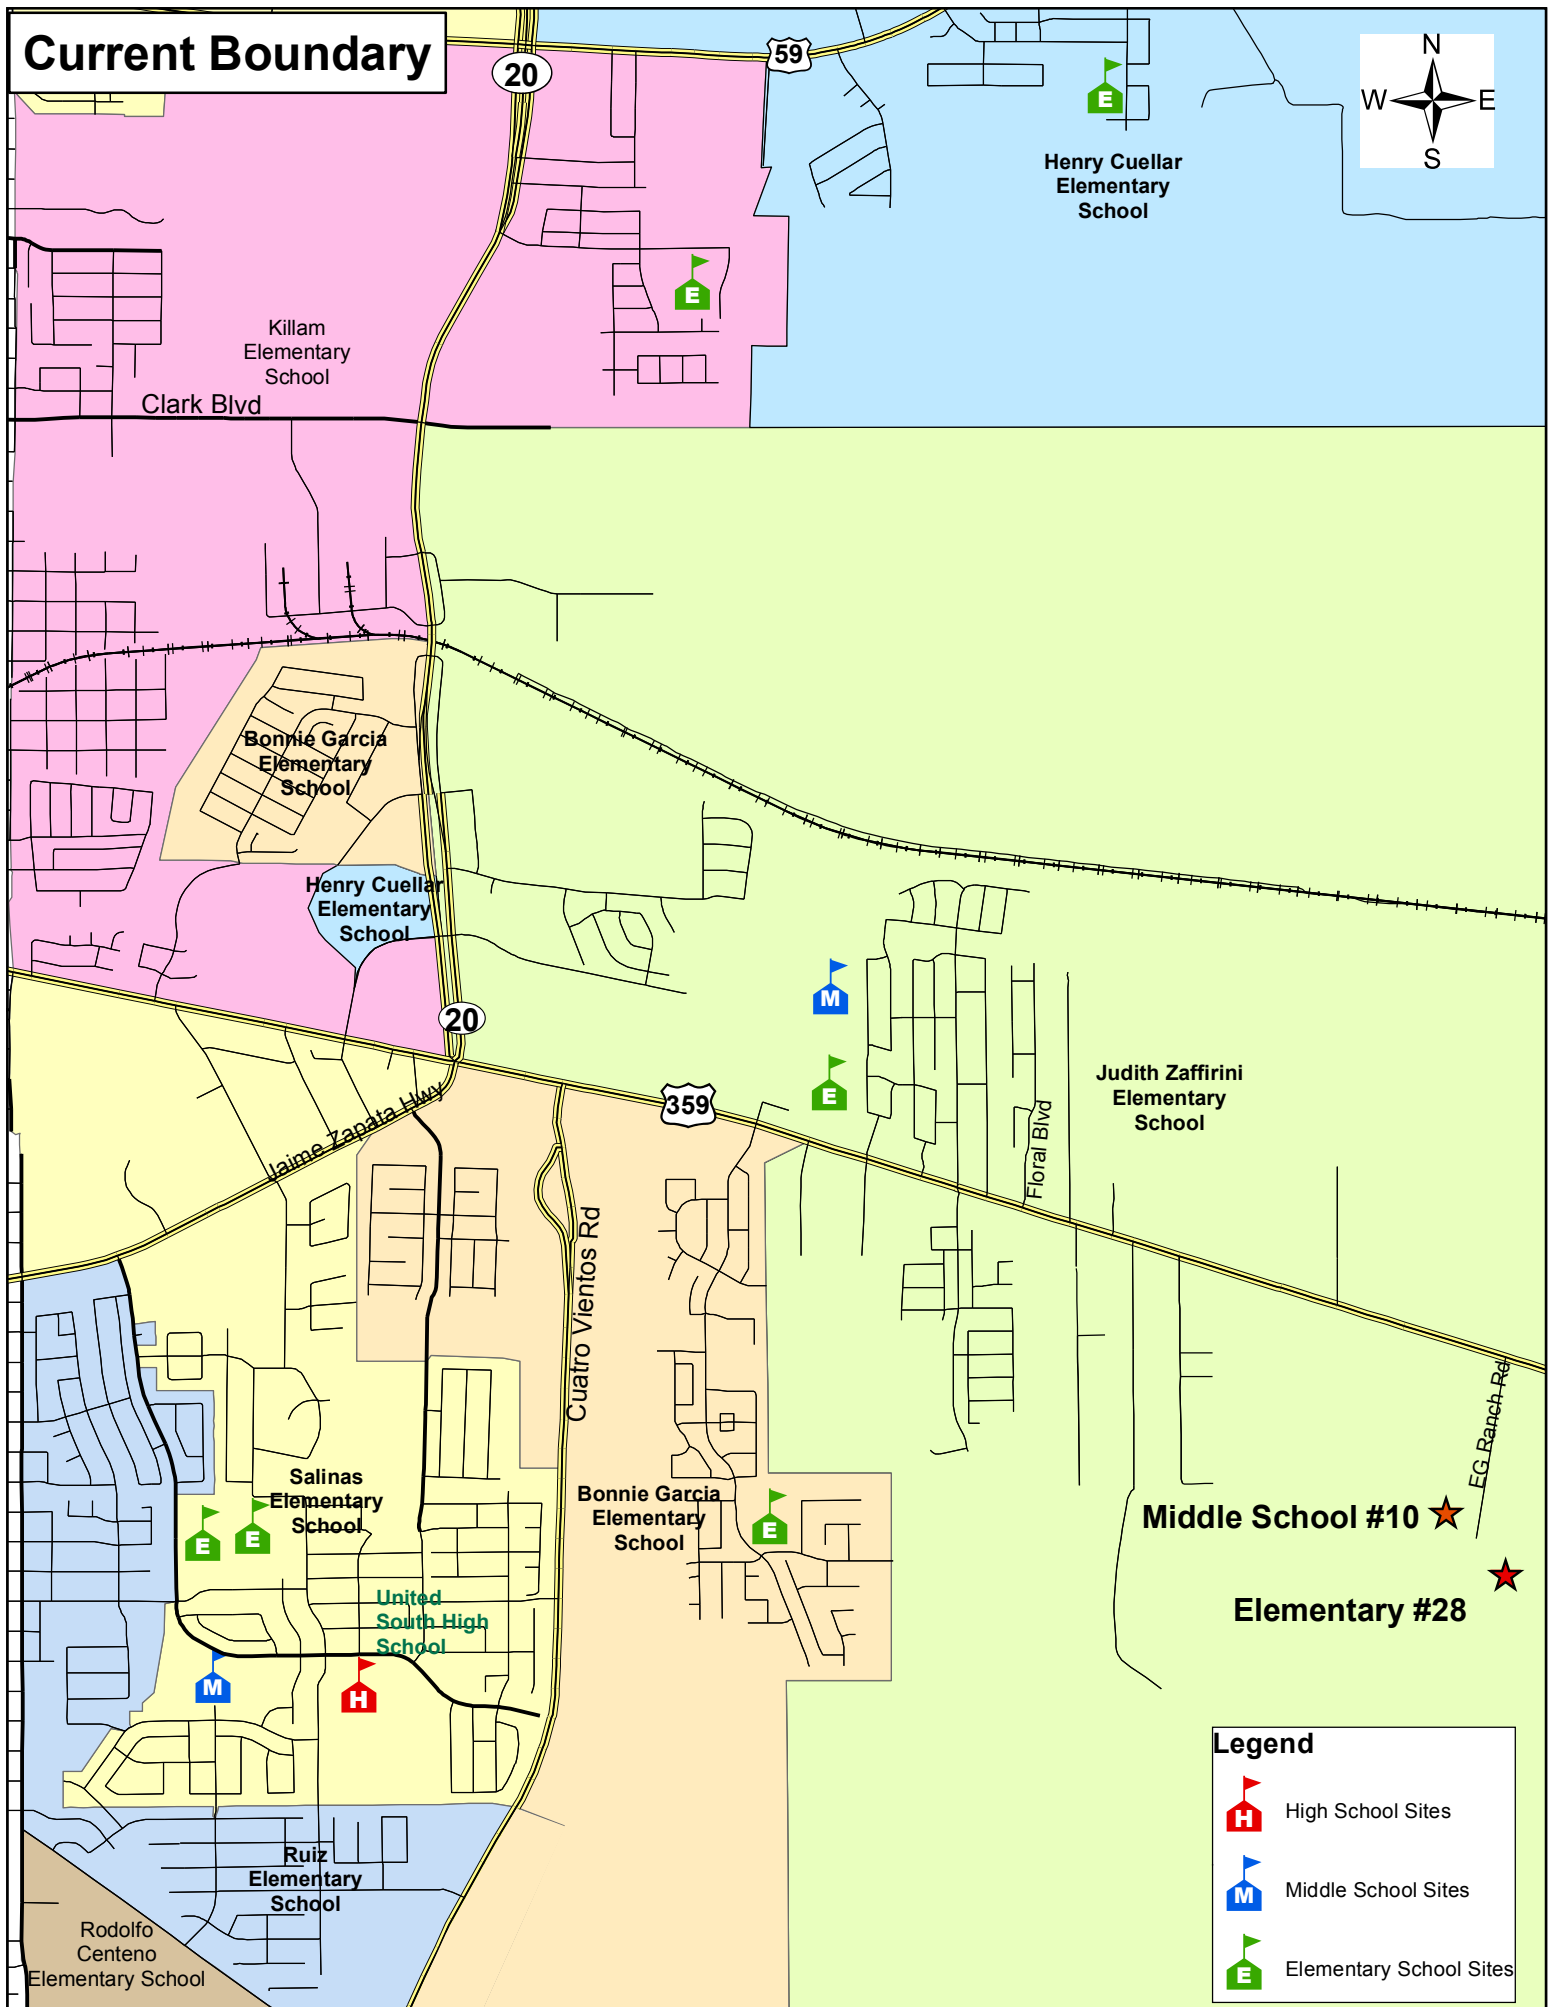 Current Boundary
20
59
N
W
E
S
E
Henry Cuellar
Elementary
School
E
Killam
Elementary
School
Clark Blvd
Bonnie Garcia
Elementary
School
Henry Cuellar
Elementary
School
20
M
E
359
Judith Zaffirini
Elementary
School
Floral Blvd
Jaime Zapata Hwy
Cuatro Vientos Rd
EG Ranch Rd
Salinas
Elementary
School
E
E
Bonnie Garcia
Elementary
School
E
Middle School #10
Elementary #28
United
South High
School
M
H
Ruiz
Elementary
School
Rodolfo
Centeno
Elementary School
Legend
H High School Sites
M Middle School Sites
E Elementary School Sites